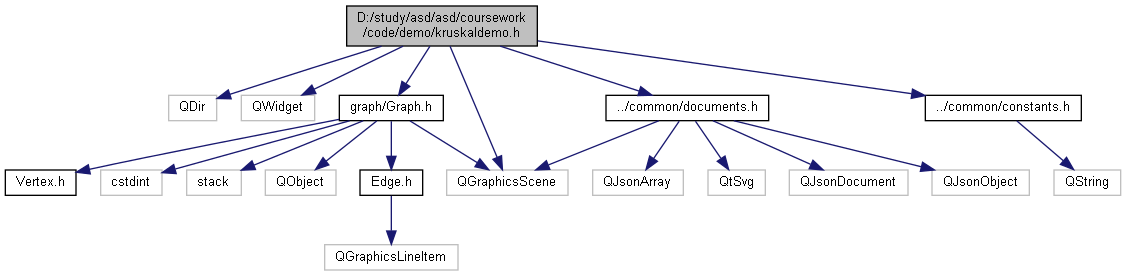 D:/study/asd/asd/coursework
/code/demo/kruskaldemo.h
QDir
QWidget
graph/Graph.h
../common/documents.h
../common/constants.h
Vertex.h
cstdint
stack
QObject
Edge.h
QGraphicsScene
QJsonArray
QtSvg
QJsonDocument
QJsonObject
QString
QGraphicsLineItem